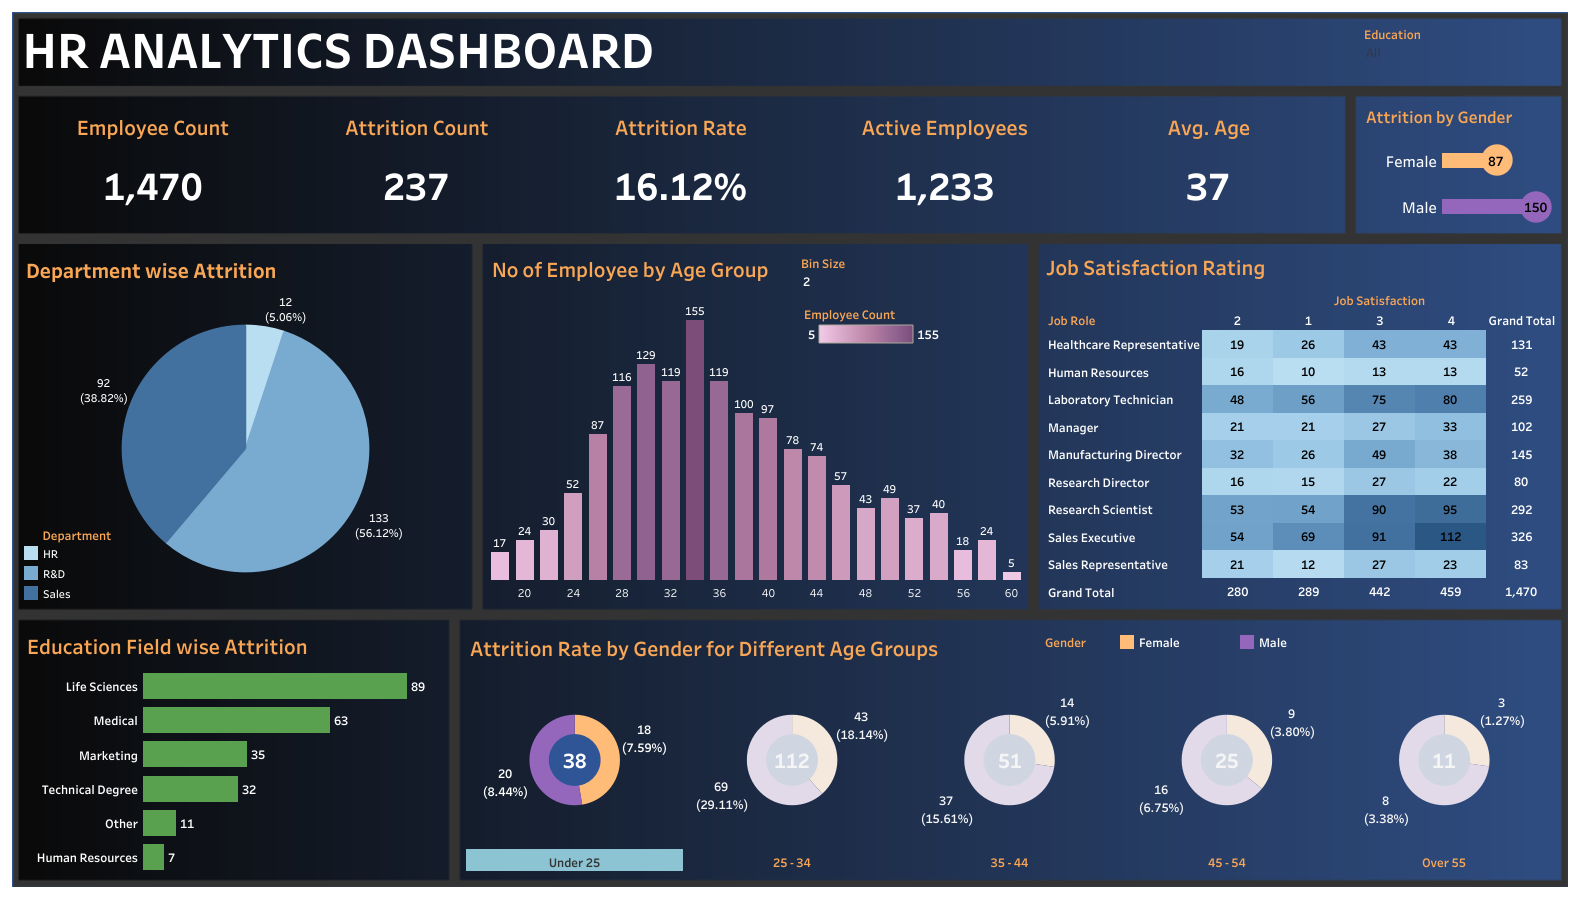 HR ANALYTICS DASHBOARD
Education
All
Employee Count
Attrition Count
Attrition Rate
Active Employees
Avg. Age
1,470
237
16.12%
1,233
37
Attrition by Gender
Female 87
Male 150
Department wise Attrition
12
(5.06%)
92
(38.82%)
133
(56.12%)
Department
HR
R&D
Sales
No of Employee by Age Group
Bin Size
2
Employee Count
5 155
17 24 30 52 87 116 129 119 155 119 100 97 78 74 57 43 49 37 40 18 24 5
20 24 28 32 36 40 44 48 52 56 60
Job Satisfaction Rating
Job Satisfaction
Job Role 2 1 3 4 Grand Total
Healthcare Representative 19 26 43 43 131
Human Resources 16 10 13 13 52
Laboratory Technician 48 56 75 80 259
Manager 21 21 27 33 102
Manufacturing Director 32 26 49 38 145
Research Director 16 15 27 22 80
Research Scientist 53 54 90 95 292
Sales Executive 54 69 91 112 326
Sales Representative 21 12 27 23 83
Grand Total 280 289 442 459 1,470
Education Field wise Attrition
Life Sciences 89
Medical 63
Marketing 35
Technical Degree 32
Other 11
Human Resources 7
Attrition Rate by Gender for Different Age Groups
Gender Female Male
18
(7.59%)
38
20
(8.44%)
Under 25
43
(18.14%)
112
69
(29.11%)
25 - 34
14
(5.91%)
51
37
(15.61%)
35 - 44
9
(3.80%)
25
16
(6.75%)
45 - 54
3
(1.27%)
11
8
(3.38%)
Over 55